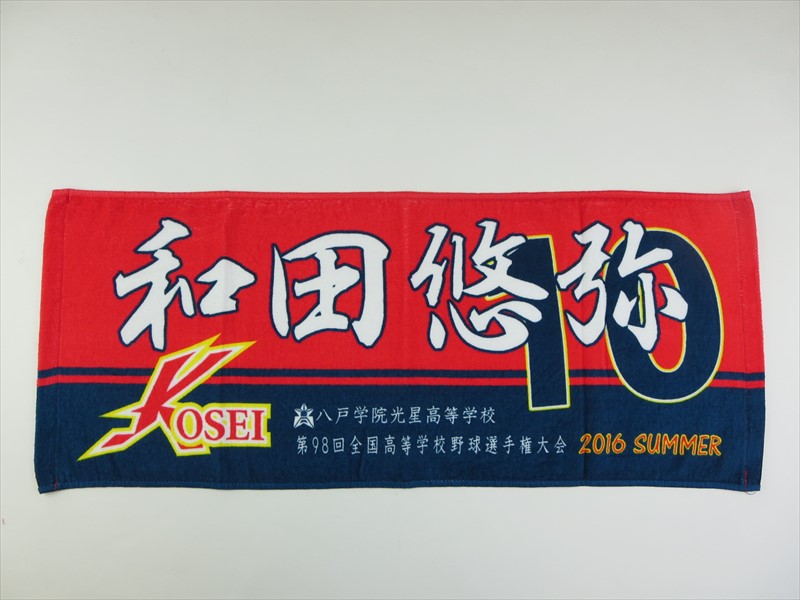 和田悠弥
10
KOSEI
八戸学院光星高等学校
第98回全国高等学校野球選手権大会
2016 SUMMER